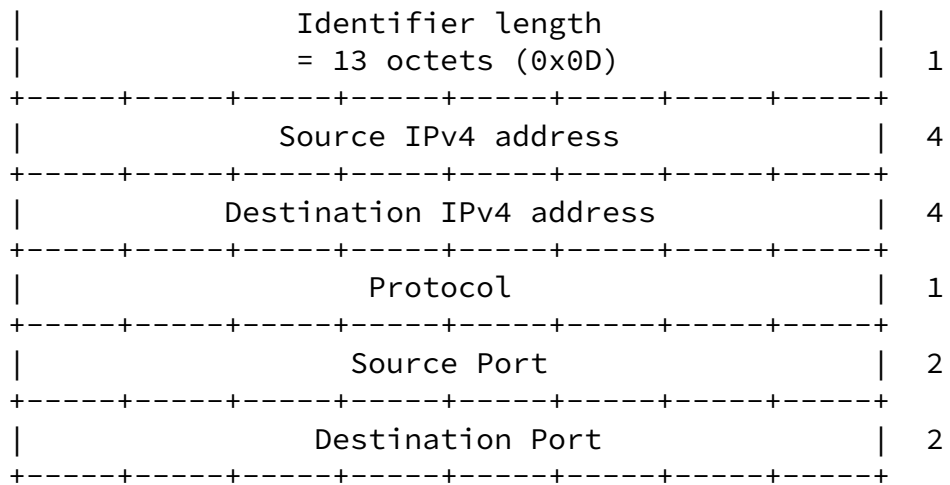 |               Identifier length               |
|               = 13 octets (0x0D)              |  1
+-----+-----+-----+-----+-----+-----+-----+-----+
|              Source IPv4 address              |  4
+-----+-----+-----+-----+-----+-----+-----+-----+
|           Destination IPv4 address            |  4
+-----+-----+-----+-----+-----+-----+-----+-----+
|                   Protocol                    |  1
+-----+-----+-----+-----+-----+-----+-----+-----+
|                  Source Port                  |  2
+-----+-----+-----+-----+-----+-----+-----+-----+
|                Destination Port               |  2
+-----+-----+-----+-----+-----+-----+-----+-----+